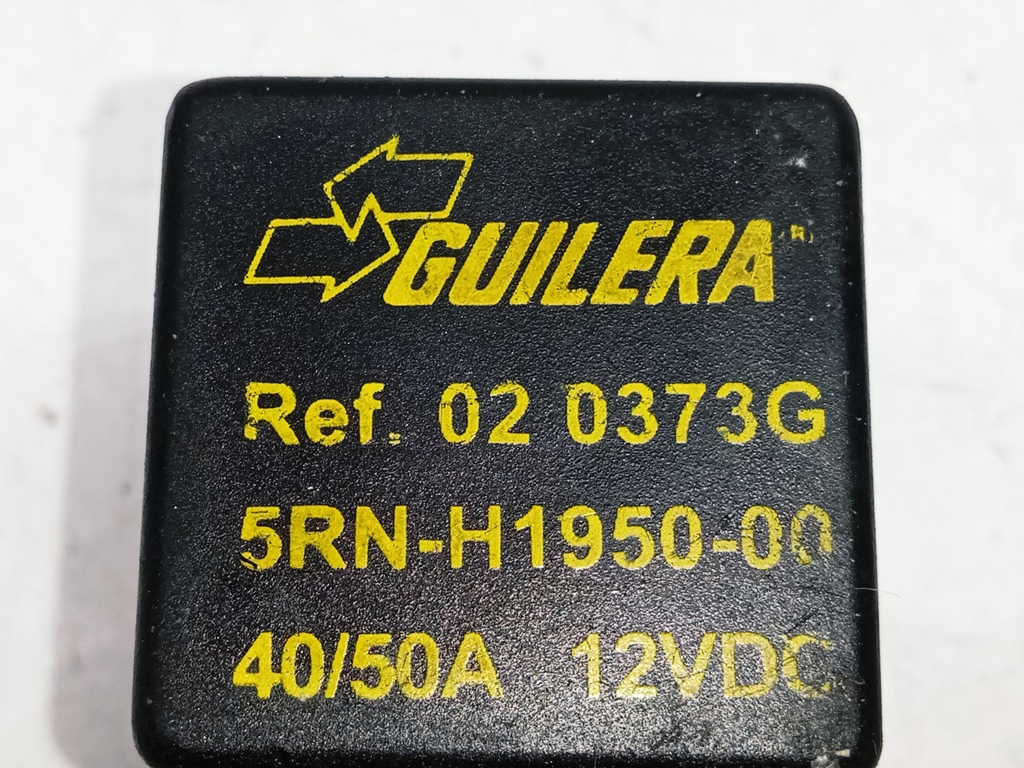 GUILERA®
Ref. 02 0373G
5RN-H1950-00
40/50A 12VDC